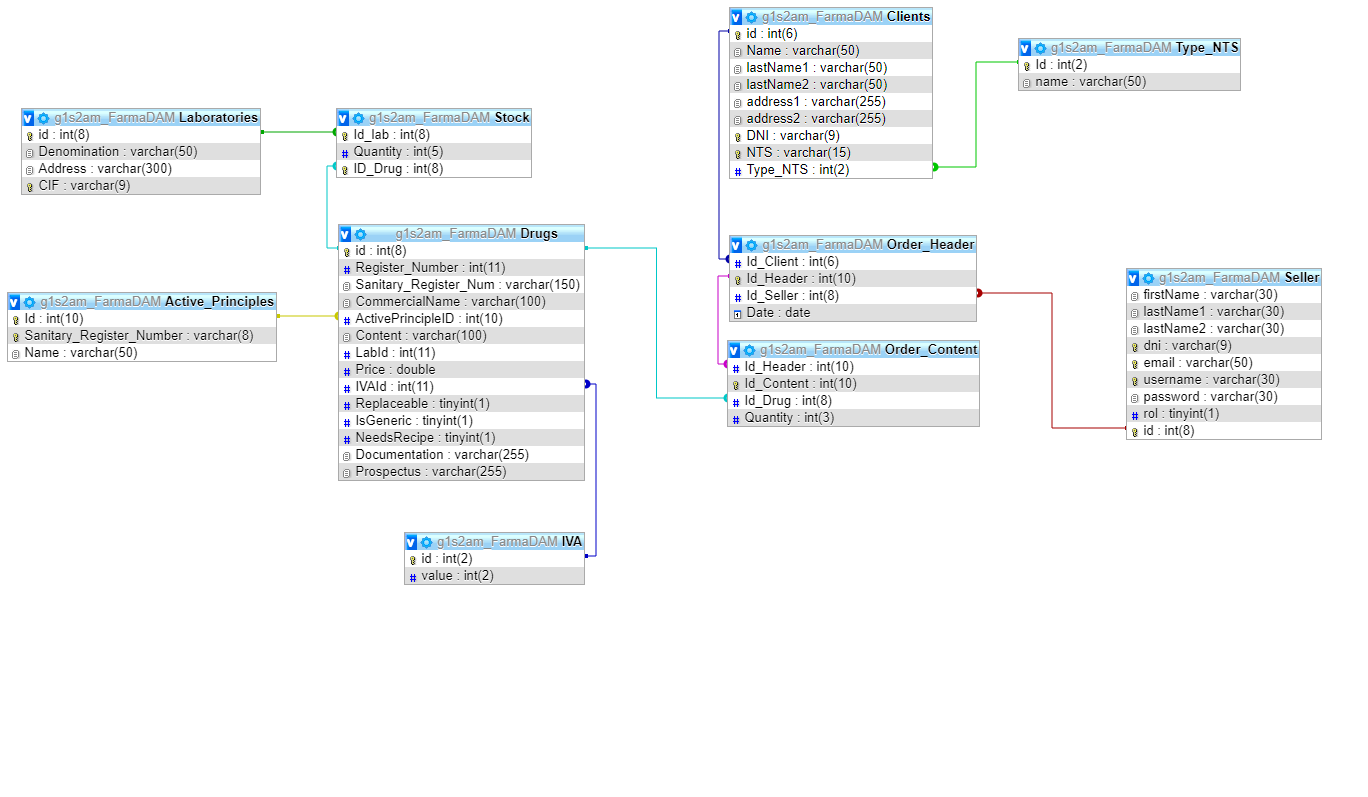 g1s2am_FarmaDAM Clients
id : int(6)
Name : varchar(50)
lastName1 : varchar(50)
lastName2 : varchar(50)
address1 : varchar(255)
address2 : varchar(255)
DNI : varchar(9)
NTS : varchar(15)
Type_NTS : int(2)
g1s2am_FarmaDAM Type_NTS
Id : int(2)
name : varchar(50)
g1s2am_FarmaDAM Laboratories
id : int(8)
Denomination : varchar(50)
Address : varchar(300)
CIF : varchar(9)
g1s2am_FarmaDAM Stock
Id_lab : int(8)
Quantity : int(5)
ID_Drug : int(8)
g1s2am_FarmaDAM Drugs
id : int(8)
Register_Number : int(11)
Sanitary_Register_Num : varchar(150)
CommercialName : varchar(100)
ActivePrincipleID : int(10)
Content : varchar(100)
LabId : int(11)
Price : double
IVAId : int(11)
Replaceable : tinyint(1)
IsGeneric : tinyint(1)
NeedsRecipe : tinyint(1)
Documentation : varchar(255)
Prospectus : varchar(255)
g1s2am_FarmaDAM Order_Header
Id_Client : int(6)
Id_Header : int(10)
Id_Seller : int(8)
Date : date
g1s2am_FarmaDAM Seller
firstName : varchar(30)
lastName1 : varchar(30)
lastName2 : varchar(30)
dni : varchar(9)
email : varchar(50)
username : varchar(30)
password : varchar(30)
rol : tinyint(1)
id : int(8)
g1s2am_FarmaDAM Active_Principles
Id : int(10)
Sanitary_Register_Number : varchar(8)
Name : varchar(50)
g1s2am_FarmaDAM Order_Content
Id_Header : int(10)
Id_Content : int(10)
Id_Drug : int(8)
Quantity : int(3)
g1s2am_FarmaDAM IVA
id : int(2)
value : int(2)